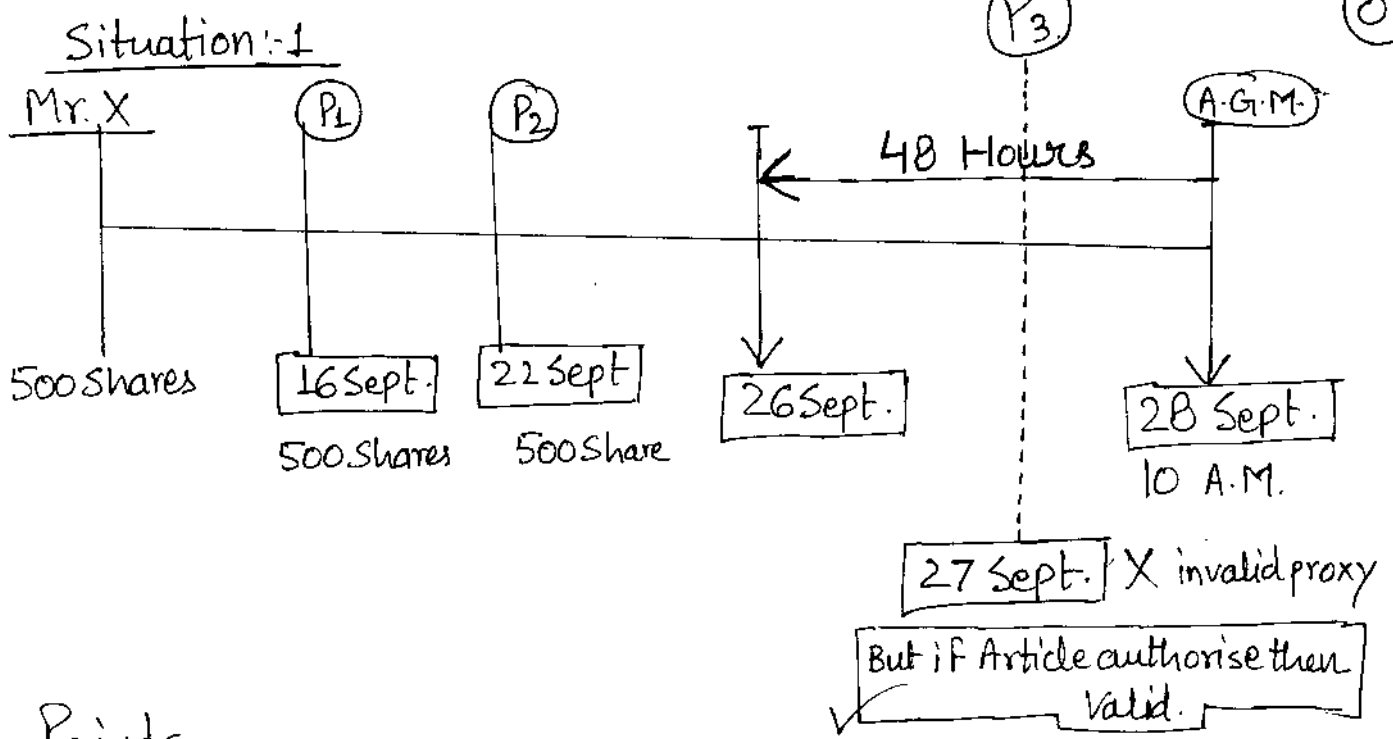 Situation:-1
Mr. X
P1
P2
P3.
A.G.M.
48 Hours
500 Shares
16 Sept.
22 Sept
26 Sept.
28 Sept.
500 Shares
500 Share
10 A.M.
27 Sept. X invalid proxy
But if Article authorise then
✓ Valid.
Points